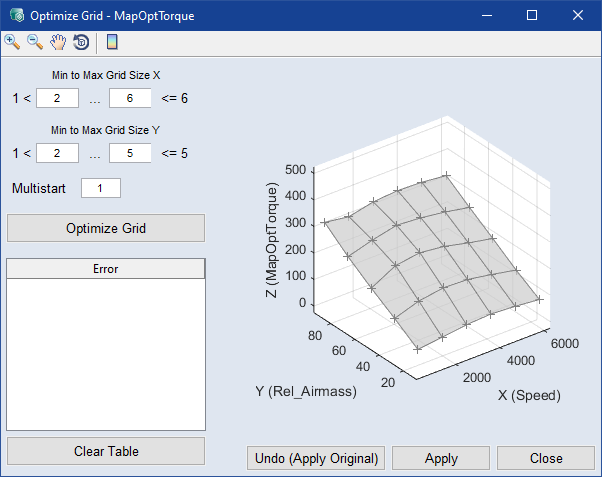 Optimize Grid - MapOptTorque
Min to Max Grid Size X
1 < 2 ... 6 <= 6
Min to Max Grid Size Y
1 < 2 ... 5 <= 5
Multistart 1
Optimize Grid
Error
Clear Table
500
400
300
200
100
0
Z (MapOptTorque)
80
60
40
20
Y (Rel_Airmass)
2000
4000
6000
X (Speed)
Undo (Apply Original) Apply Close